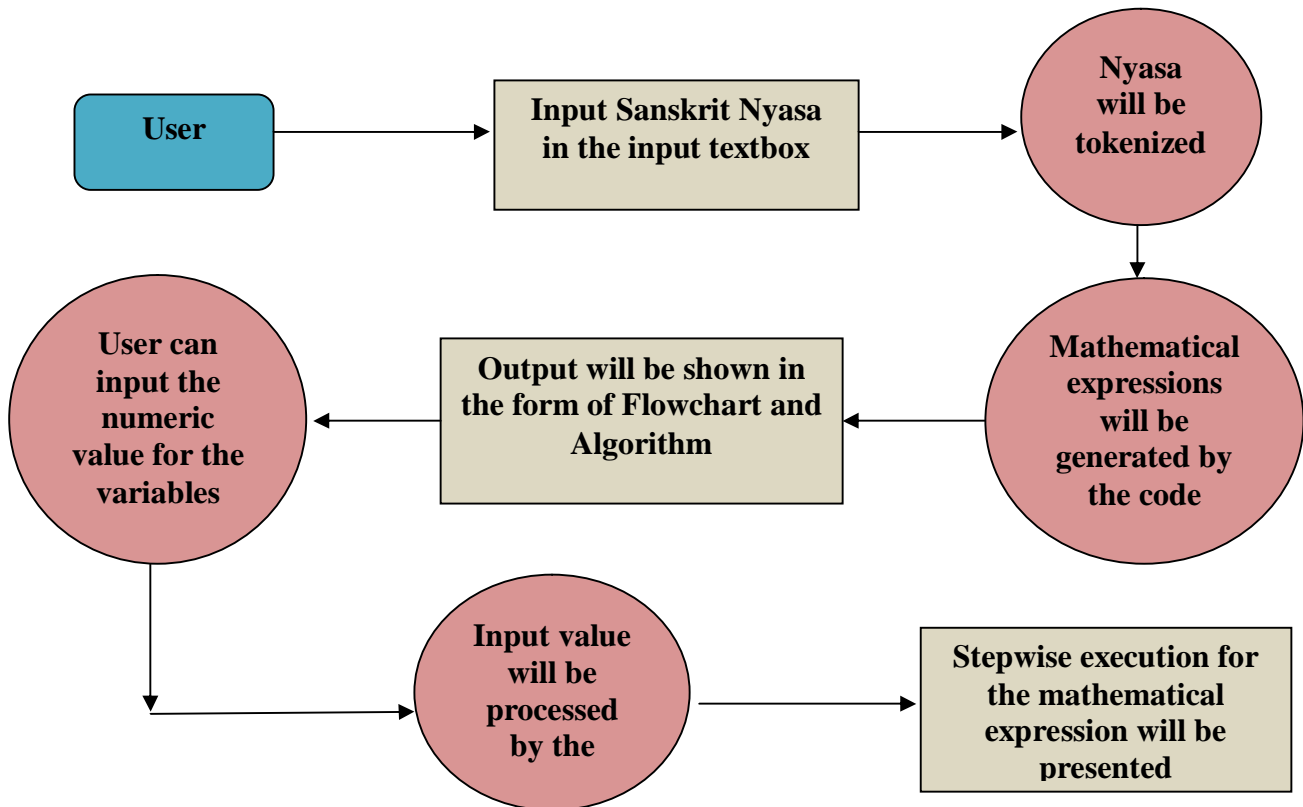 User
Input Sanskrit Nyasa
in the input textbox
Nyasa
will be
tokenized
Mathematical
expressions
will be
generated by
the code
Output will be shown in
the form of Flowchart and
Algorithm
User can
input the
numeric
value for the
variables
Input value
will be
processed
by the
Stepwise execution for
the mathematical
expression will be
presented